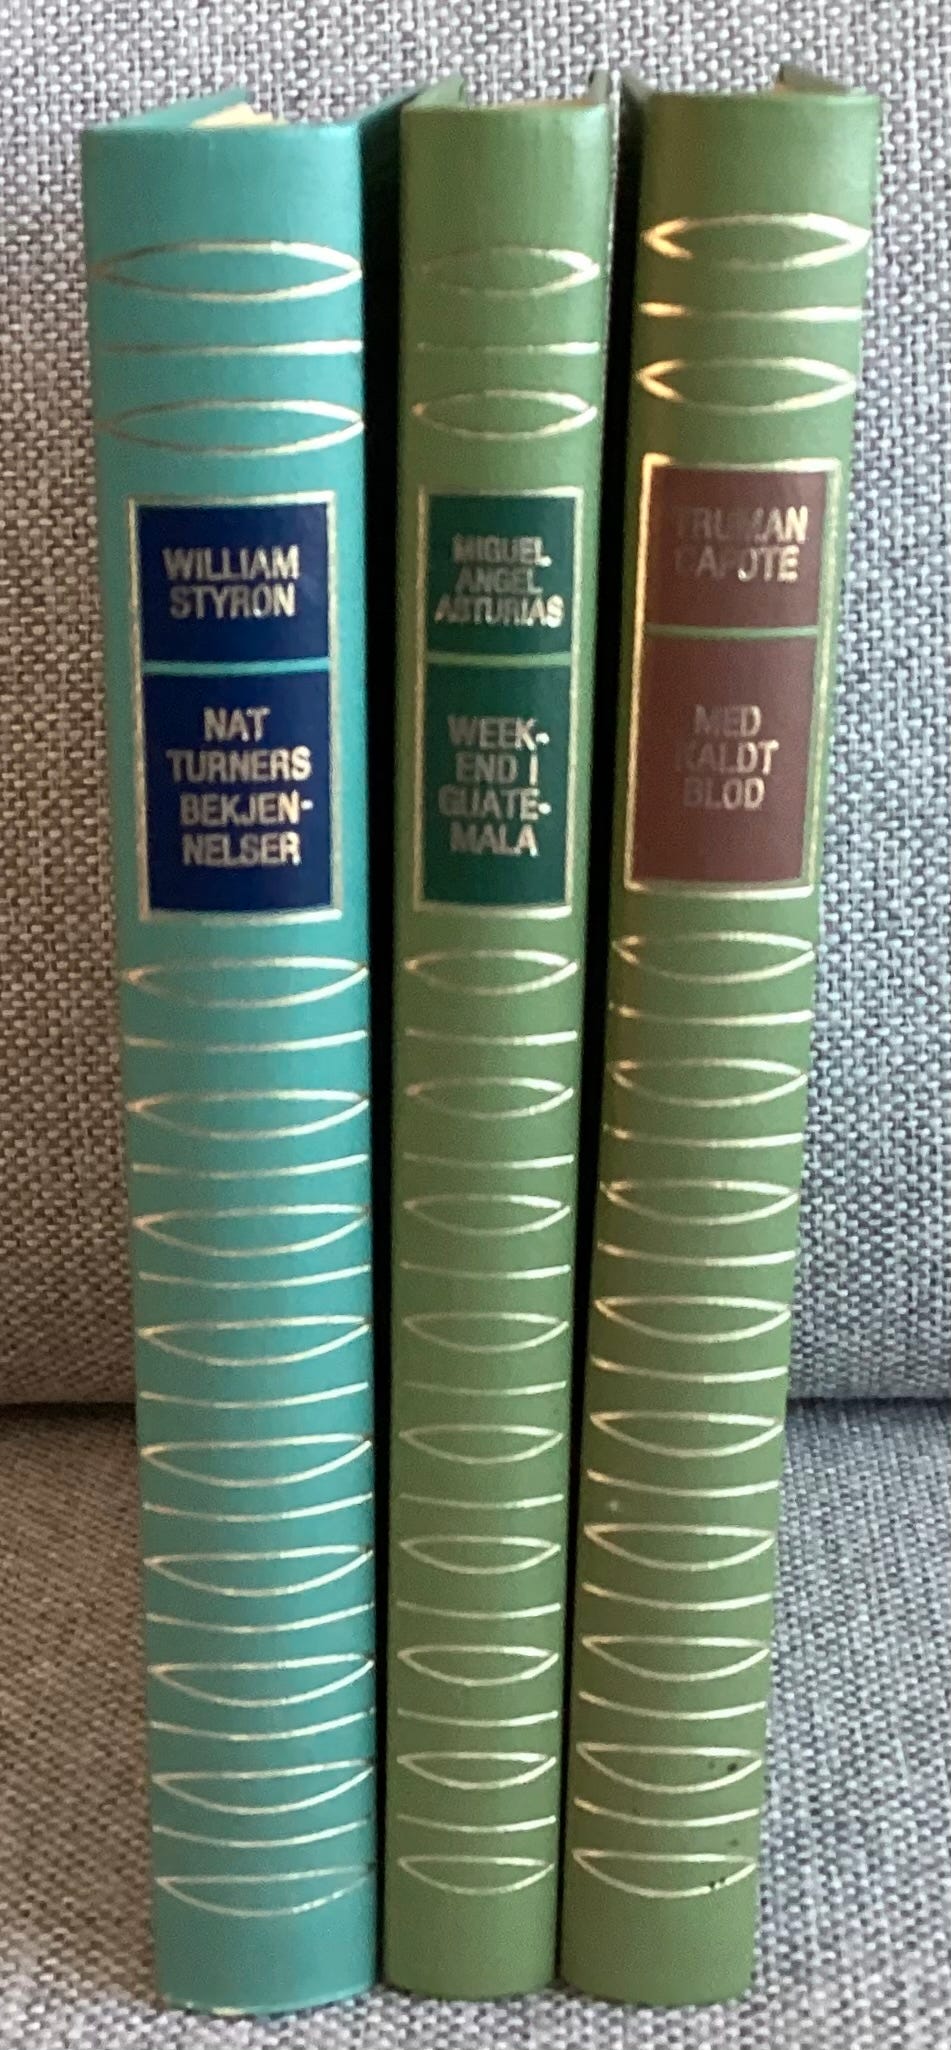 WILLIAM
STYRON
NAT
TURNERS
BEKJEN-
NELSER
MIGUEL
ANGEL
ASTURIAS
WEEK-
END I
GUATE-
MALA
TRUMAN
CAPOTE
MED
KALDT
BLOD